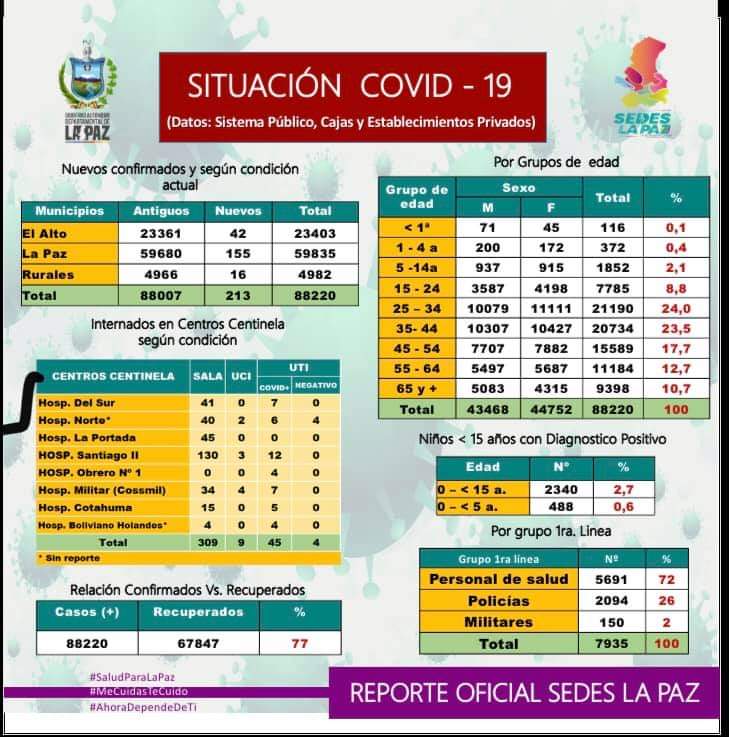 GOBIERNO AUTÓNOMO
DEPARTAMENTAL DE
LA PAZ
SITUACIÓN COVID - 19
(Datos: Sistema Público, Cajas y Establecimientos Privados)
SEDES
LA PAZ
Nuevos confirmados y según condición
actual
Municipios Antiguos Nuevos Total
El Alto 23361 42 23403
La Paz 59680 155 59835
Rurales 4966 16 4982
Total 88007 213 88220
Internados en Centros Centinela
según condición
CENTROS CENTINELA SALA UCI UTI
COVID+ NEGATIVO
Hosp. Del Sur 41 0 7 0
Hosp. Norte* 40 2 6 4
Hosp. La Portada 45 0 0 0
HOSP. Santiago II 130 3 12 0
HOSP. Obrero Nº 1 0 0 4 0
Hosp. Militar (Cossmil) 34 4 7 0
Hosp. Cotahuma 15 0 5 0
Hosp. Boliviano Holandes* 4 0 4 0
Total 309 9 45 4
* Sin reporte
Relación Confirmados Vs. Recuperados
Casos (+) Recuperados %
88220 67847 77
Por Grupos de edad
Grupo de edad Sexo Total %
M F
< 1ª 71 45 116 0,1
1 - 4 a 200 172 372 0,4
5 -14a 937 915 1852 2,1
15 - 24 3587 4198 7785 8,8
25 – 34 10079 11111 21190 24,0
35- 44 10307 10427 20734 23,5
45 - 54 7707 7882 15589 17,7
55 - 64 5497 5687 11184 12,7
65 y + 5083 4315 9398 10,7
Total 43468 44752 88220 100
Niños < 15 años con Diagnostico Positivo
Edad N° %
0 – < 15 a. 2340 2,7
0 – < 5 a. 488 0,6
Por grupo 1ra. Linea
Grupo 1ra línea Nº %
Personal de salud 5691 72
Policías 2094 26
Militares 150 2
Total 7935 100
#SaludParaLaPaz
#MeCuidasTeCuido
#AhoraDependeDeTi
REPORTE OFICIAL SEDES LA PAZ